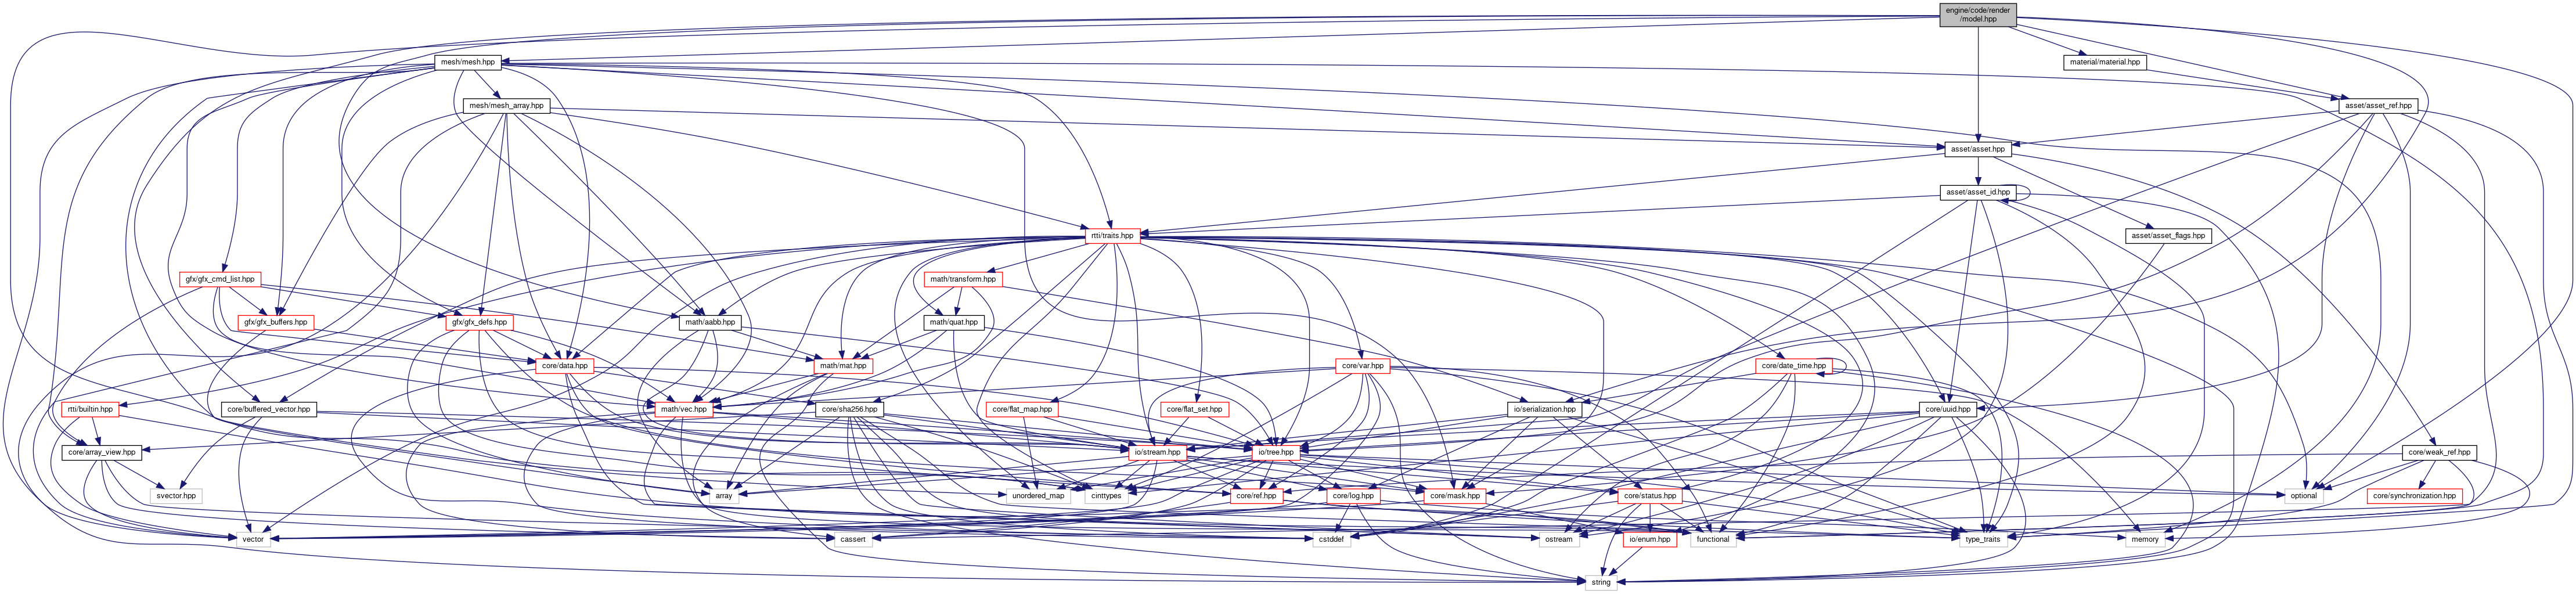 engine/code/render
/model.hpp
mesh/mesh.hpp
material/material.hpp
mesh/mesh_array.hpp
asset/asset_ref.hpp
asset/asset.hpp
asset/asset_id.hpp
rtti/traits.hpp
asset/asset_flags.hpp
gfx/gfx_cmd_list.hpp
math/transform.hpp
gfx/gfx_buffers.hpp
gfx/gfx_defs.hpp
math/aabb.hpp
math/quat.hpp
core/data.hpp
math/mat.hpp
core/var.hpp
core/date_time.hpp
rtti/builtin.hpp
core/buffered_vector.hpp
math/vec.hpp
core/sha256.hpp
core/flat_map.hpp
core/flat_set.hpp
io/serialization.hpp
core/uuid.hpp
core/array_view.hpp
io/stream.hpp
io/tree.hpp
core/weak_ref.hpp
svector.hpp
array
unordered_map
cinttypes
core/ref.hpp
core/log.hpp
core/mask.hpp
core/status.hpp
optional
core/synchronization.hpp
vector
cassert
cstddef
ostream
io/enum.hpp
functional
type_traits
memory
string